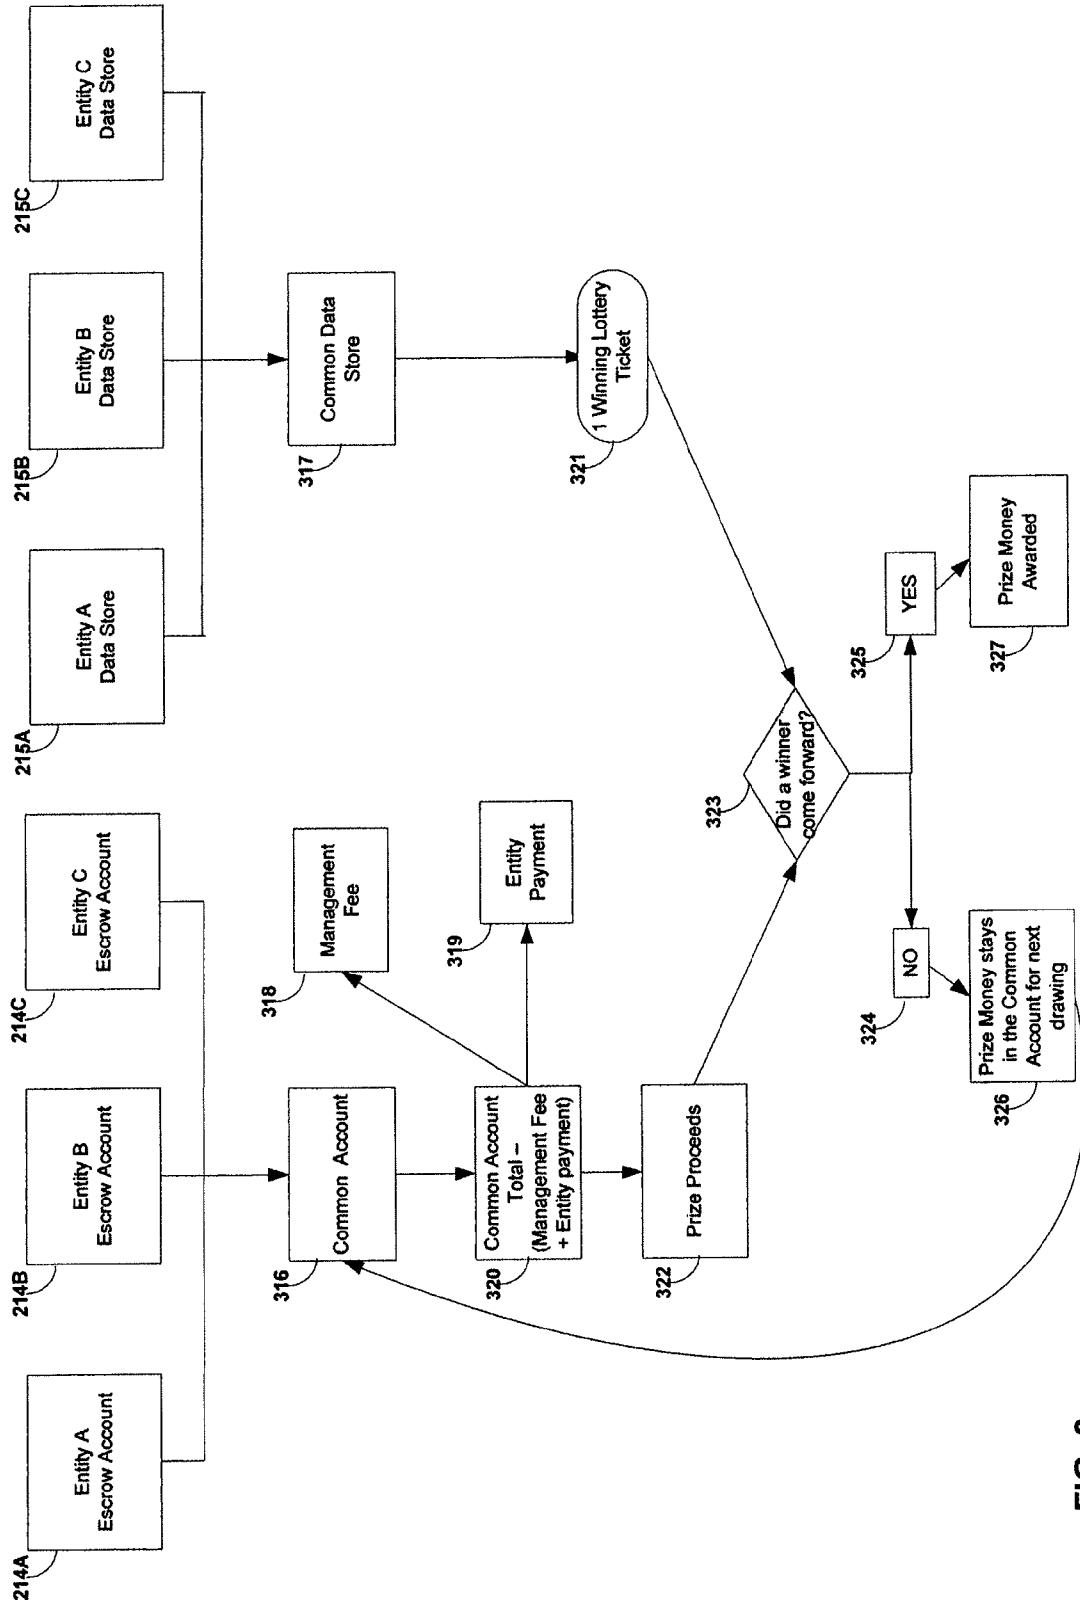 214A
Entity A
Escrow Account
214B
Entity B
Escrow Account
214C
Entity C
Escrow Account
215A
Entity A
Data Store
215B
Entity B
Data Store
215C
Entity C
Data Store
316
Common Account
318
Management
Fee
317
Common Data
Store
320
Common Account
Total –
(Management Fee
+ Entity payment)
319
Entity
Payment
321
1 Winning Lottery
Ticket
322
Prize Proceeds
323
Did a winner
come forward?
324
NO
325
YES
326
Prize Money stays
in the Common
Account for next
drawing
327
Prize Money
Awarded
FIG.